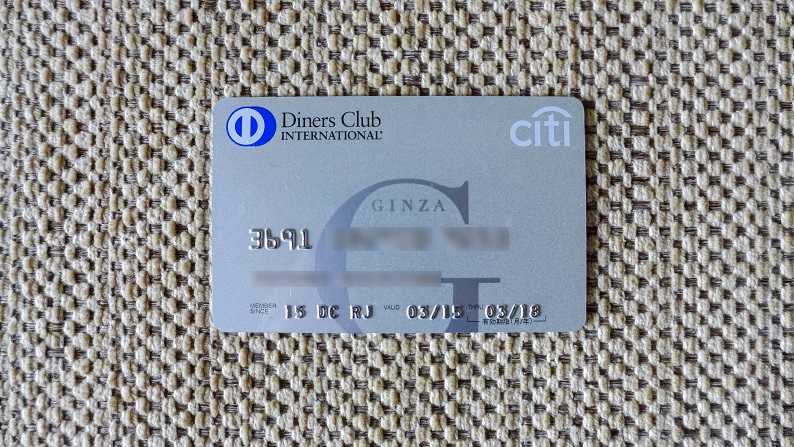 Diners Club
INTERNATIONAL®
citi
GINZA
G
3691
MEMBER SINCE 15 DC RJ VALID 03/15 THRU 03/18
有効期限(月/年)